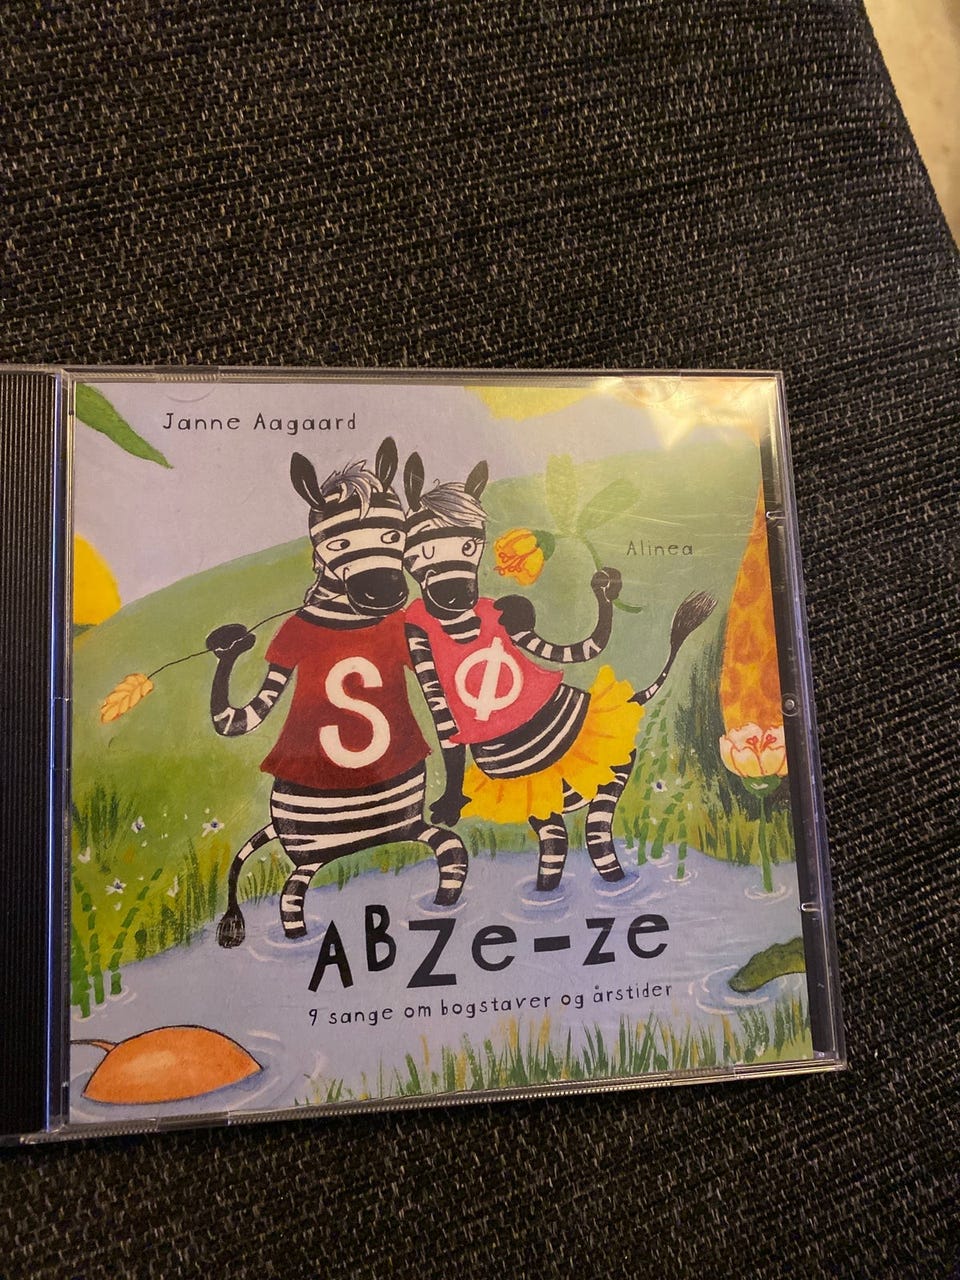 Janne Aagaard
Alinea
S
Ø
ABZe-ze
9 sange om bogstaver og årstider